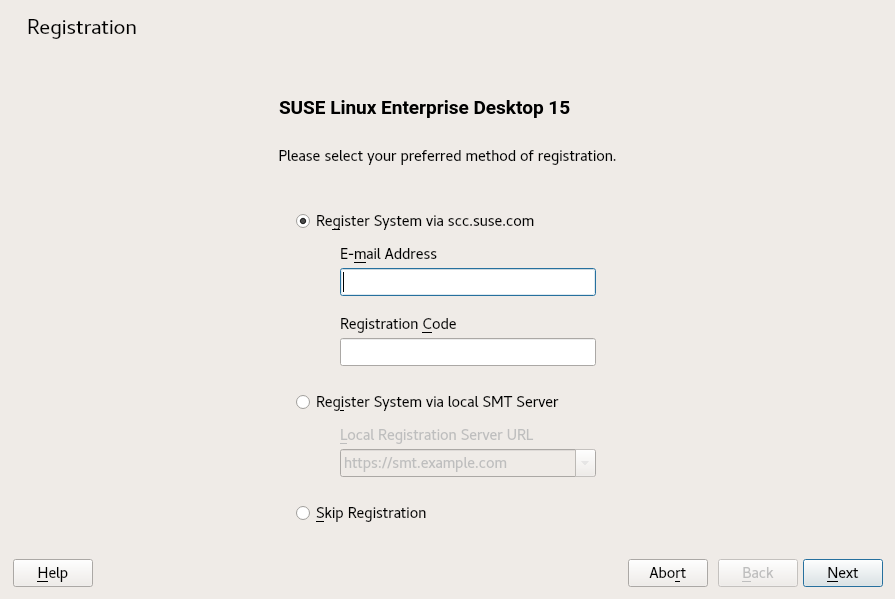 Registration
SUSE Linux Enterprise Desktop 15
Please select your preferred method of registration.
Register System via scc.suse.com
E-mail Address
Registration Code
Register System via local SMT Server
Local Registration Server URL
https://smt.example.com
Skip Registration
Help Abort Back Next